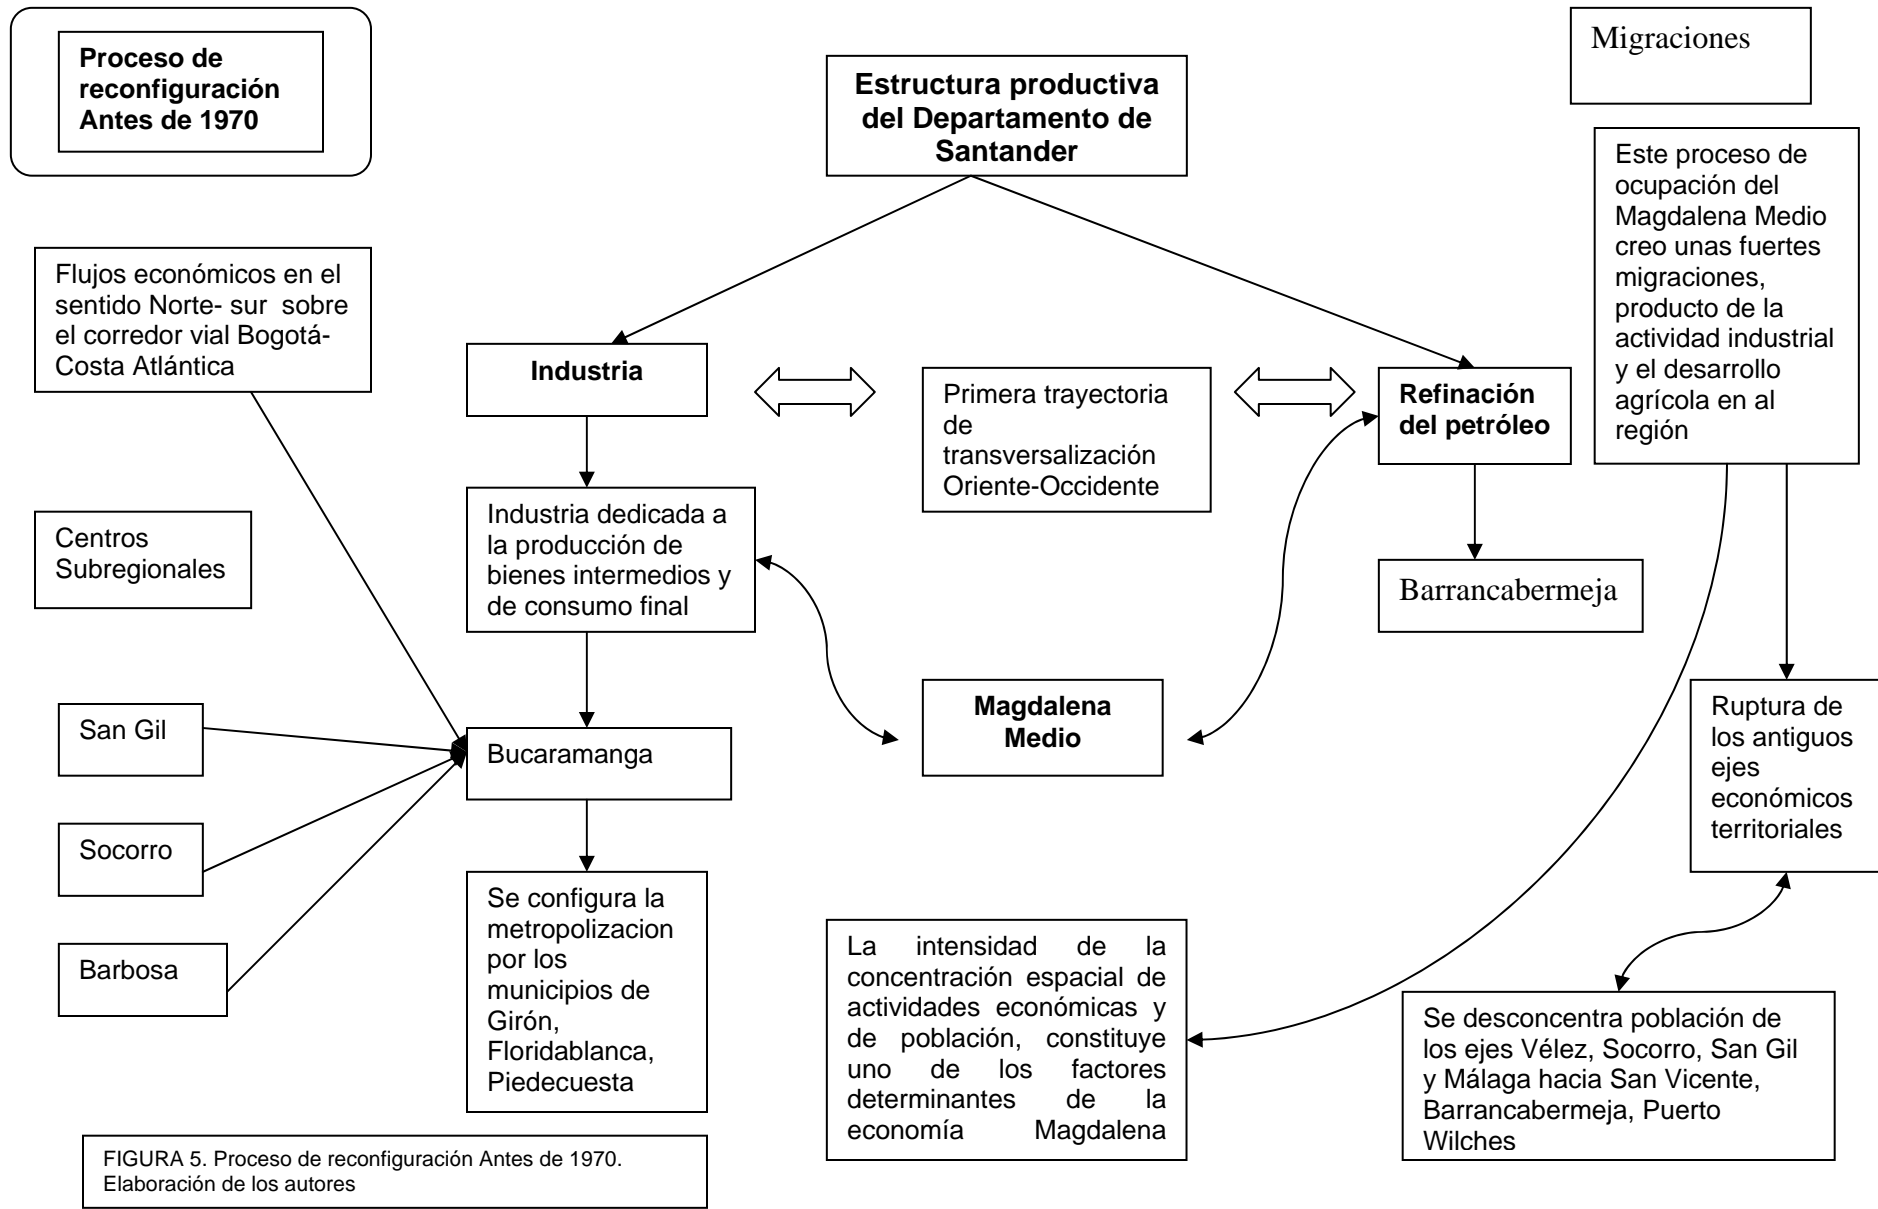 Proceso de
reconfiguración
Antes de 1970
Estructura productiva
del Departamento de
Santander
Migraciones
Este proceso de
ocupación del
Magdalena Medio
creo unas fuertes
migraciones,
producto de la
actividad industrial
y el desarrollo
agrícola en al
región
Flujos económicos en el
sentido Norte- sur sobre
el corredor vial Bogotá-
Costa Atlántica
Industria
Primera trayectoria
de
transversalización
Oriente-Occidente
Refinación
del petróleo
Centros
Subregionales
Industria dedicada a
la producción de
bienes intermedios y
de consumo final
Barrancabermeja
San Gil
Bucaramanga
Magdalena
Medio
Ruptura de
los antiguos
ejes
económicos
territoriales
Socorro
Barbosa
Se configura la
metropolizacion
por los
municipios de
Girón,
Floridablanca,
Piedecuesta
La intensidad de la
concentración espacial de
actividades económicas y
de población, constituye
uno de los factores
determinantes de la
economía Magdalena
Se desconcentra población de
los ejes Vélez, Socorro, San Gil
y Málaga hacia San Vicente,
Barrancabermeja, Puerto
Wilches
FIGURA 5. Proceso de reconfiguración Antes de 1970.
Elaboración de los autores